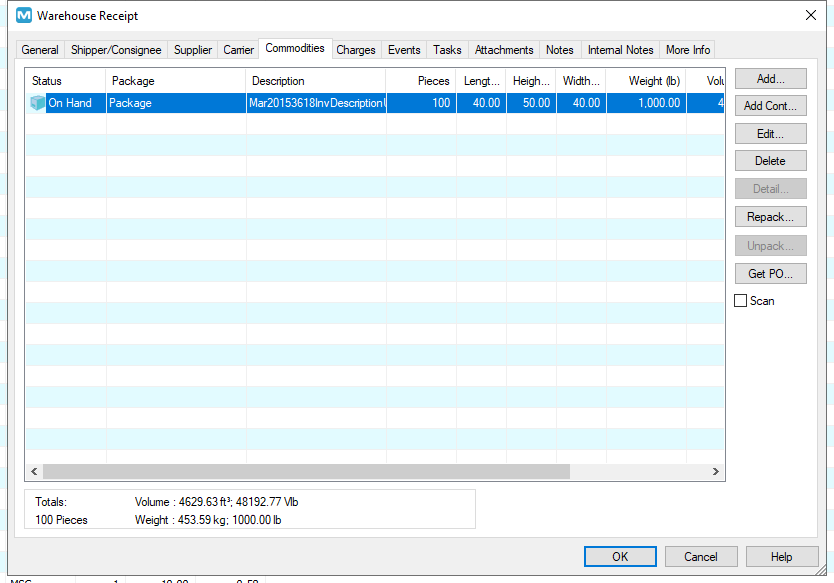 Warehouse Receipt
General Shipper/Consignee Supplier Carrier Commodities Charges Events Tasks Attachments Notes Internal Notes More Info
Status Package Description Pieces Lengt... Heigh... Width... Weight (lb) Volu
On Hand Package Mar20153618InvDescription 100 40.00 50.00 40.00 1,000.00 4
Add...
Add Cont...
Edit...
Delete
Detail...
Repack...
Unpack...
Get PO...
Scan
Totals: Volume : 4629.63 ft³; 48192.77 Vlb
100 Pieces Weight : 453.59 kg; 1000.00 lb
OK Cancel Help